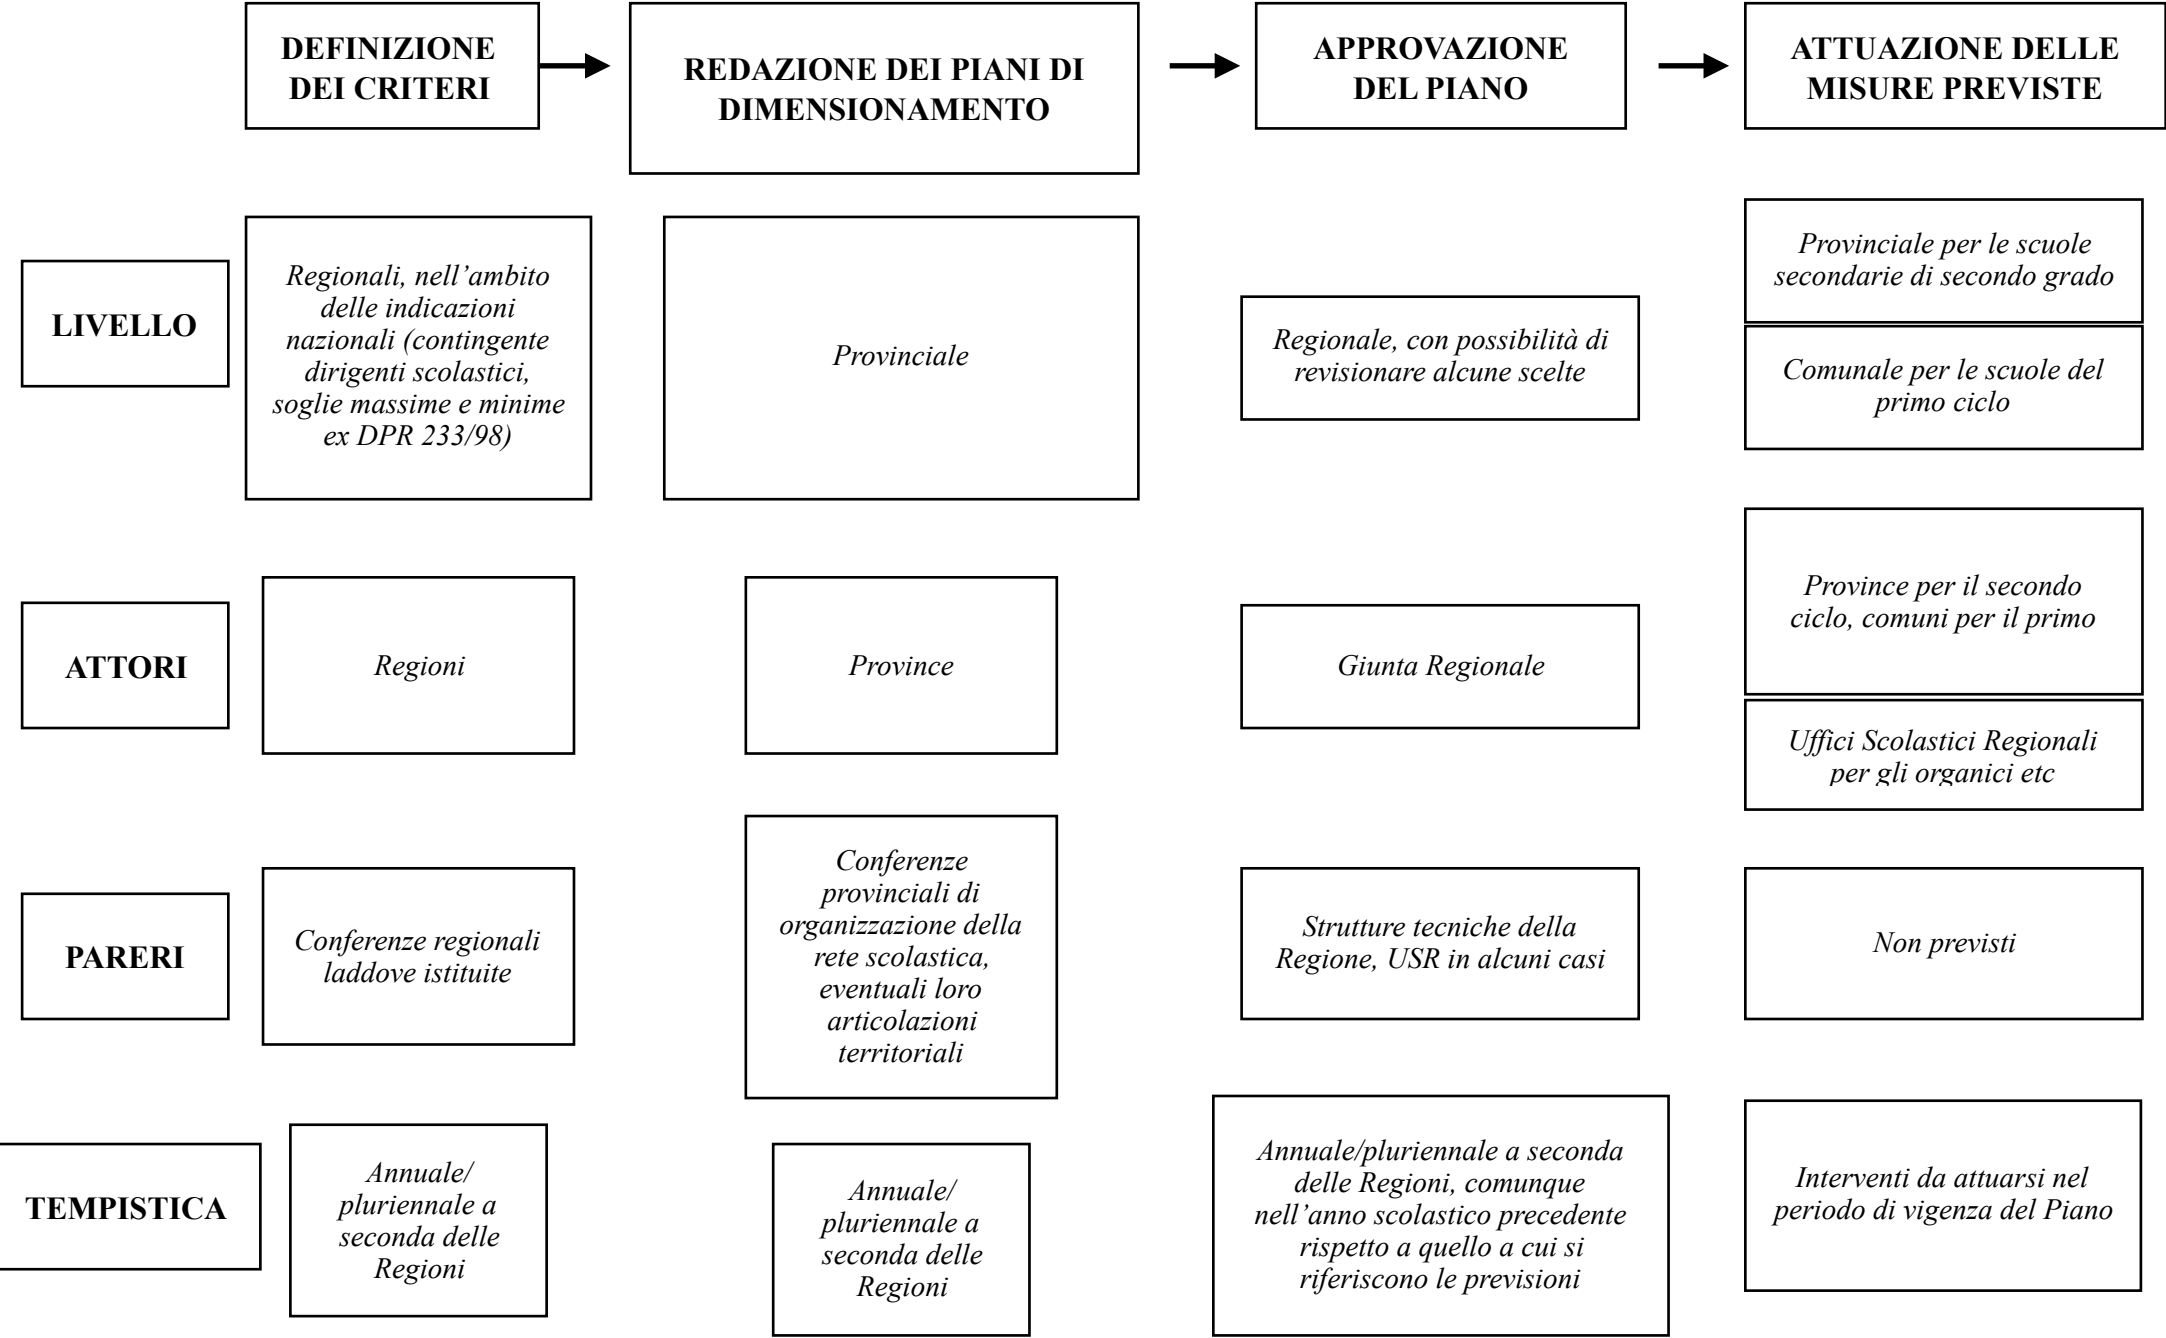 DEFINIZIONE
DEI CRITERI
REDAZIONE DEI PIANI DI
DIMENSIONAMENTO
APPROVAZIONE
DEL PIANO
ATTUAZIONE DELLE
MISURE PREVISTE
LIVELLO
Regionali, nell’ambito
delle indicazioni
nazionali (contingente
dirigenti scolastici,
soglie massime e minime
ex DPR 233/98)
Provinciale
Regionale, con possibilità di
revisionare alcune scelte
Provinciale per le scuole
secondarie di secondo grado
Comunale per le scuole del
primo ciclo
ATTORI
Regioni
Province
Giunta Regionale
Province per il secondo
ciclo, comuni per il primo
Uffici Scolastici Regionali
per gli organici etc
PARERI
Conferenze regionali
laddove istituite
Conferenze
provinciali di
organizzazione della
rete scolastica,
eventuali loro
articolazioni
territoriali
Strutture tecniche della
Regione, USR in alcuni casi
Non previsti
TEMPISTICA
Annuale/
pluriennale a
seconda delle
Regioni
Annuale/
pluriennale a
seconda delle
Regioni
Annuale/pluriennale a seconda
delle Regioni, comunque
nell’anno scolastico precedente
rispetto a quello a cui si
riferiscono le previsioni
Interventi da attuarsi nel
periodo di vigenza del Piano